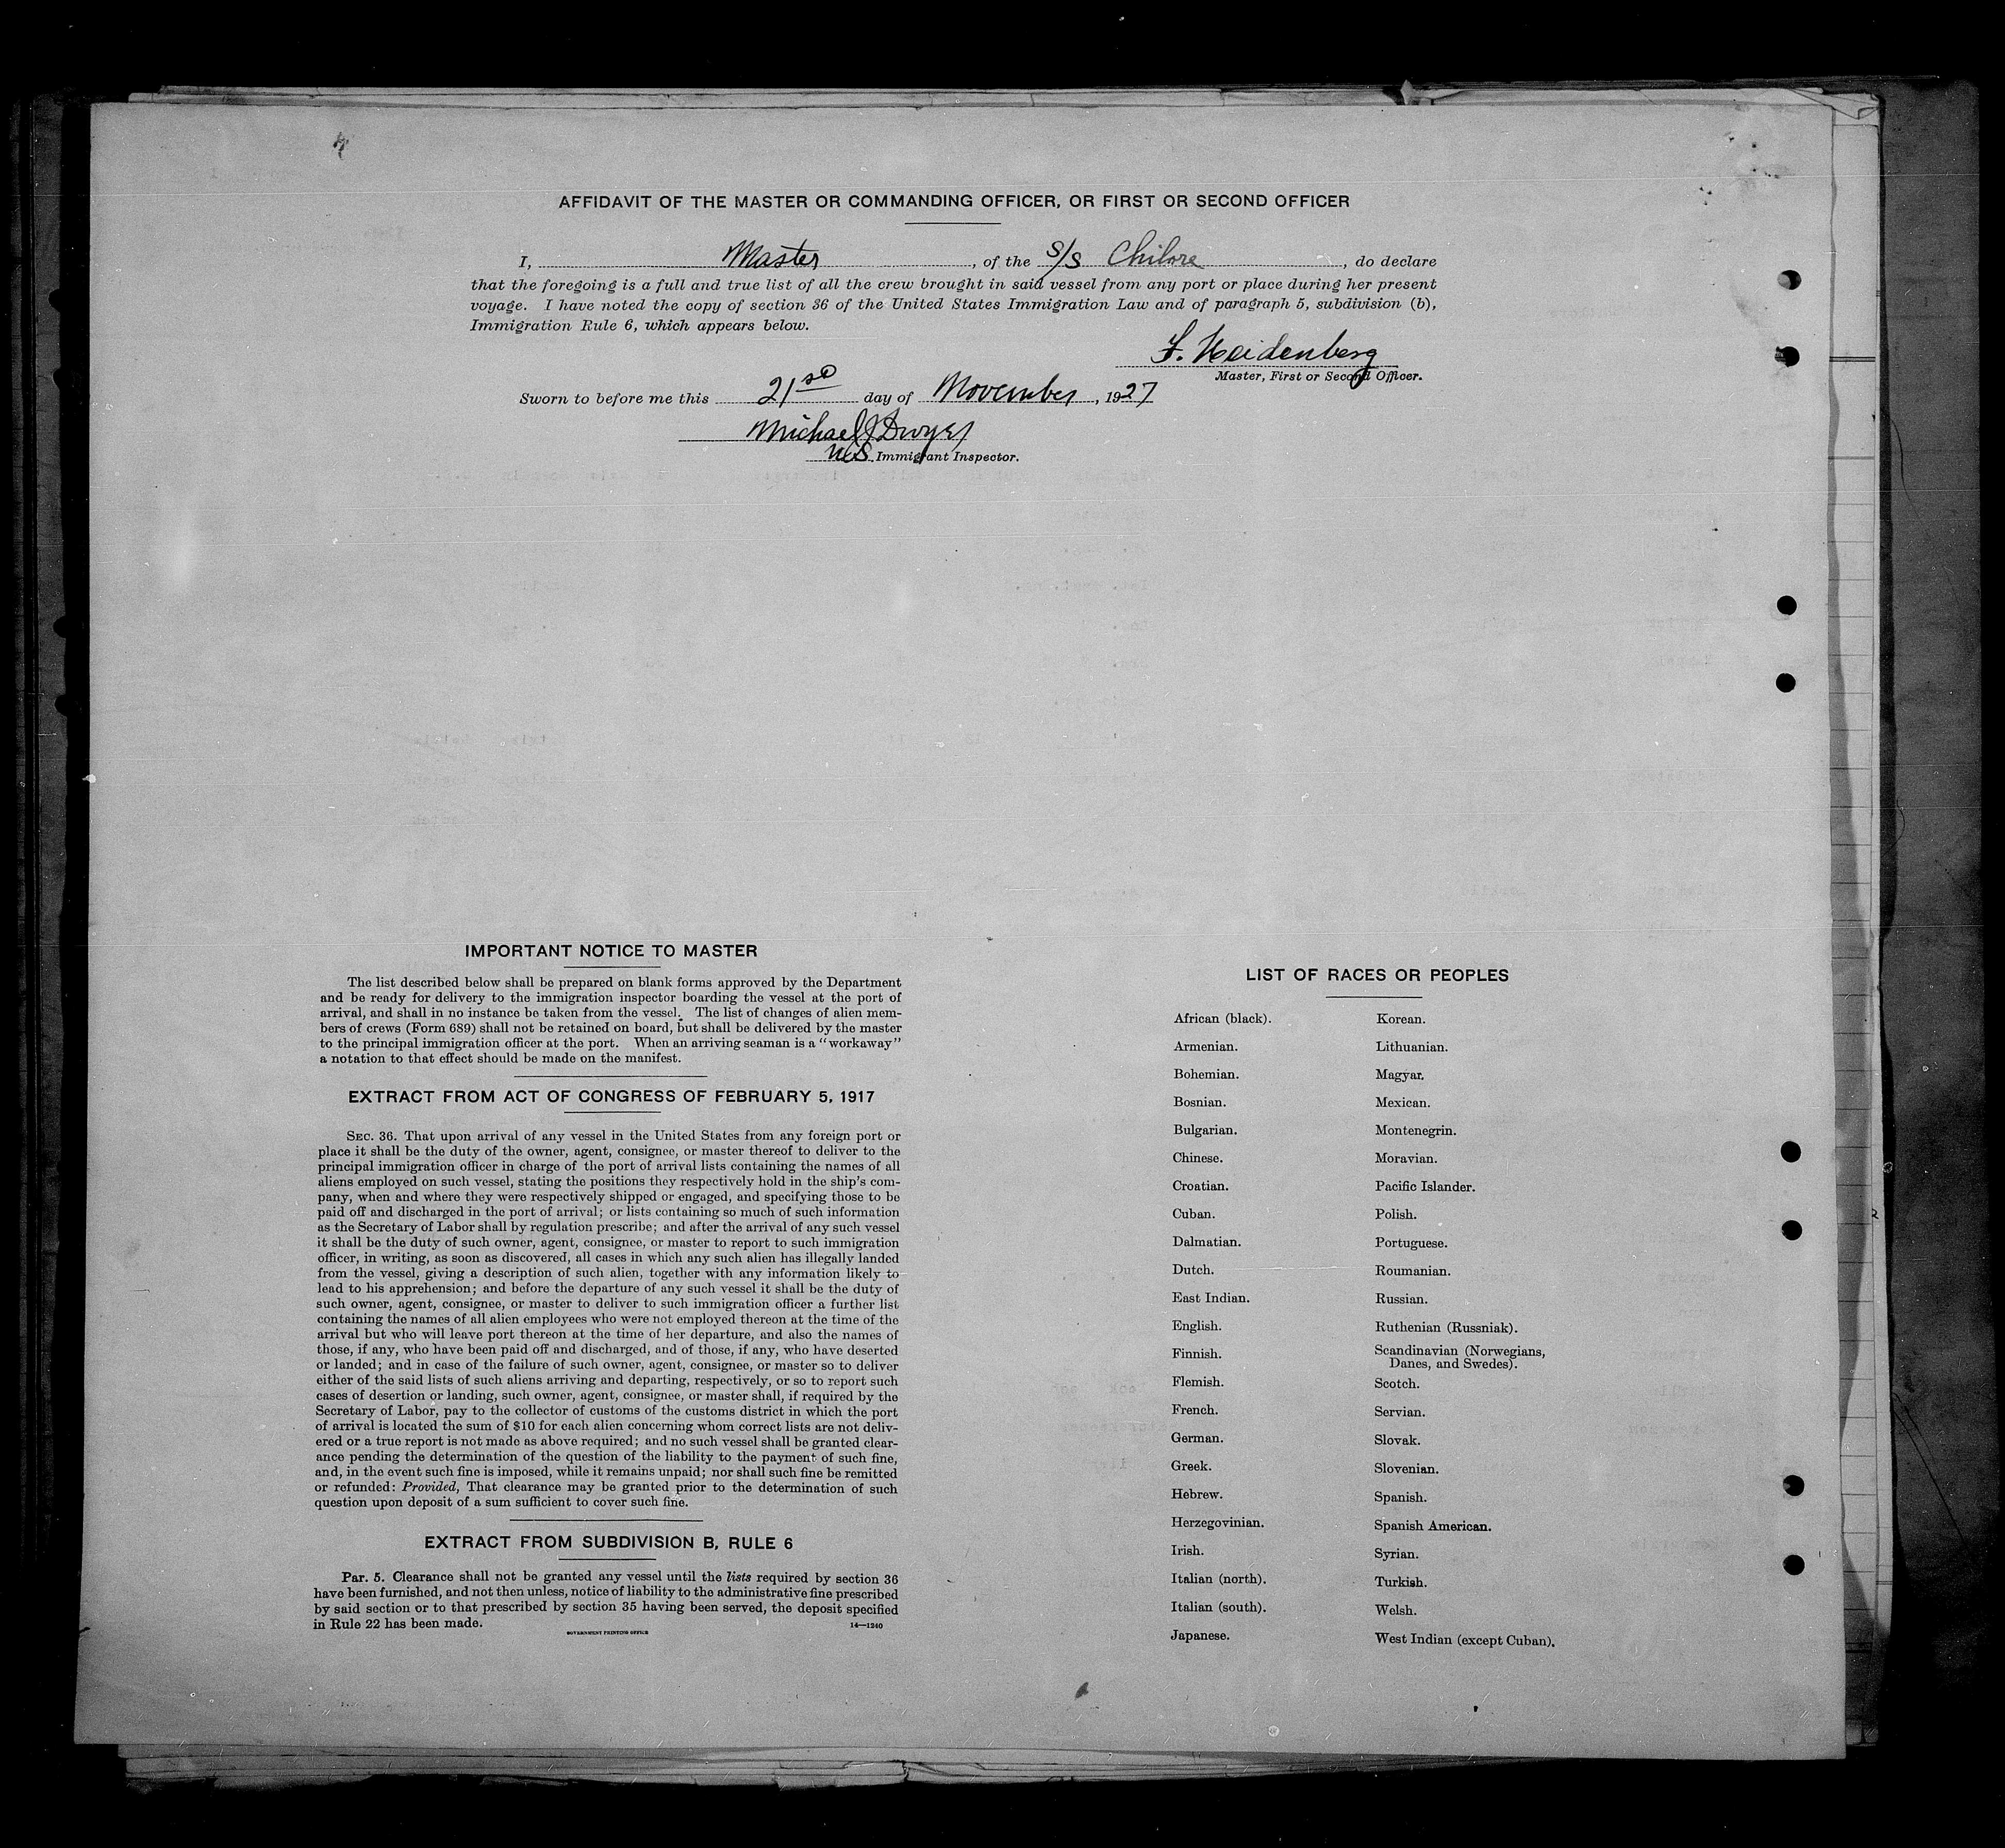 AFFIDAVIT OF THE MASTER OR COMMANDING OFFICER, OR FIRST OR SECOND OFFICER
I, Master, of the S/S Chilore, do declare
that the foregoing is a full and true list of all the crew brought in said vessel from any port or place during her present
voyage. I have noted the copy of section 36 of the United States Immigration Law and of paragraph 5, subdivision (b),
Immigration Rule 6, which appears below.
F. Heidenberg
Master, First or Second Officer.
Sworn to before me this 21st day of November, 1927
Michael J Dwyer
U.S. Immigrant Inspector.
IMPORTANT NOTICE TO MASTER
The list described below shall be prepared on blank forms approved by the Department
and be ready for delivery to the immigration inspector boarding the vessel at the port of
arrival, and shall in no instance be taken from the vessel. The list of changes of alien mem-
bers of crews (Form 689) shall not be retained on board, but shall be delivered by the master
to the principal immigration officer at the port. When an arriving seaman is a "workaway"
a notation to that effect should be made on the manifest.
EXTRACT FROM ACT OF CONGRESS OF FEBRUARY 5, 1917
SEC. 36. That upon arrival of any vessel in the United States from any foreign port or
place it shall be the duty of the owner, agent, consignee, or master thereof to deliver to the
principal immigration officer in charge of the port of arrival lists containing the names of all
aliens employed on such vessel, stating the positions they respectively hold in the ship's com-
pany, when and where they were respectively shipped or engaged, and specifying those to be
paid off and discharged in the port of arrival; or lists containing so much of such information
as the Secretary of Labor shall by regulation prescribe; and after the arrival of any such vessel
it shall be the duty of such owner, agent, consignee, or master to report to such immigration
officer, in writing, as soon as discovered, all cases in which any such alien has illegally landed
from the vessel, giving a description of such alien, together with any information likely to
lead to his apprehension; and before the departure of any such vessel it shall be the duty of
such owner, agent, consignee, or master to deliver to such immigration officer a further list
containing the names of all alien employees who were not employed thereon at the time of the
arrival but who will leave port thereon at the time of her departure, and also the names of
those, if any, who have been paid off and discharged, and of those, if any, who have deserted
or landed; and in case of the failure of such owner, agent, consignee, or master so to deliver
either of the said lists of such aliens arriving and departing, respectively, or so to report such
cases of desertion or landing, such owner, agent, consignee, or master shall, if required by the
Secretary of Labor, pay to the collector of customs of the customs district in which the port
of arrival is located the sum of $10 for each alien concerning whom correct lists are not deliv-
ered or a true report is not made as above required; and no such vessel shall be granted clear-
ance pending the determination of the question of the liability to the payment of such fine,
and, in the event such fine is imposed, while it remains unpaid; nor shall such fine be remitted
or refunded: Provided, That clearance may be granted prior to the determination of such
question upon deposit of a sum sufficient to cover such fine.
EXTRACT FROM SUBDIVISION B, RULE 6
Par. 5. Clearance shall not be granted any vessel until the lists required by section 36
have been furnished, and not then unless, notice of liability to the administrative fine prescribed
by said section or to that prescribed by section 35 having been served, the deposit specified
in Rule 22 has been made.
14—1240
GOVERNMENT PRINTING OFFICE
LIST OF RACES OR PEOPLES
African (black).
Armenian.
Bohemian.
Bosnian.
Bulgarian.
Chinese.
Croatian.
Cuban.
Dalmatian.
Dutch.
East Indian.
English.
Finnish.
Flemish.
French.
German.
Greek.
Hebrew.
Herzegovinian.
Irish.
Italian (north).
Italian (south).
Japanese.
Korean.
Lithuanian.
Magyar.
Mexican.
Montenegrin.
Moravian.
Pacific Islander.
Polish.
Portuguese.
Roumanian.
Russian.
Ruthenian (Russniak).
Scandinavian (Norwegians,
Danes, and Swedes).
Scotch.
Servian.
Slovak.
Slovenian.
Spanish.
Spanish American.
Syrian.
Turkish.
Welsh.
West Indian (except Cuban).